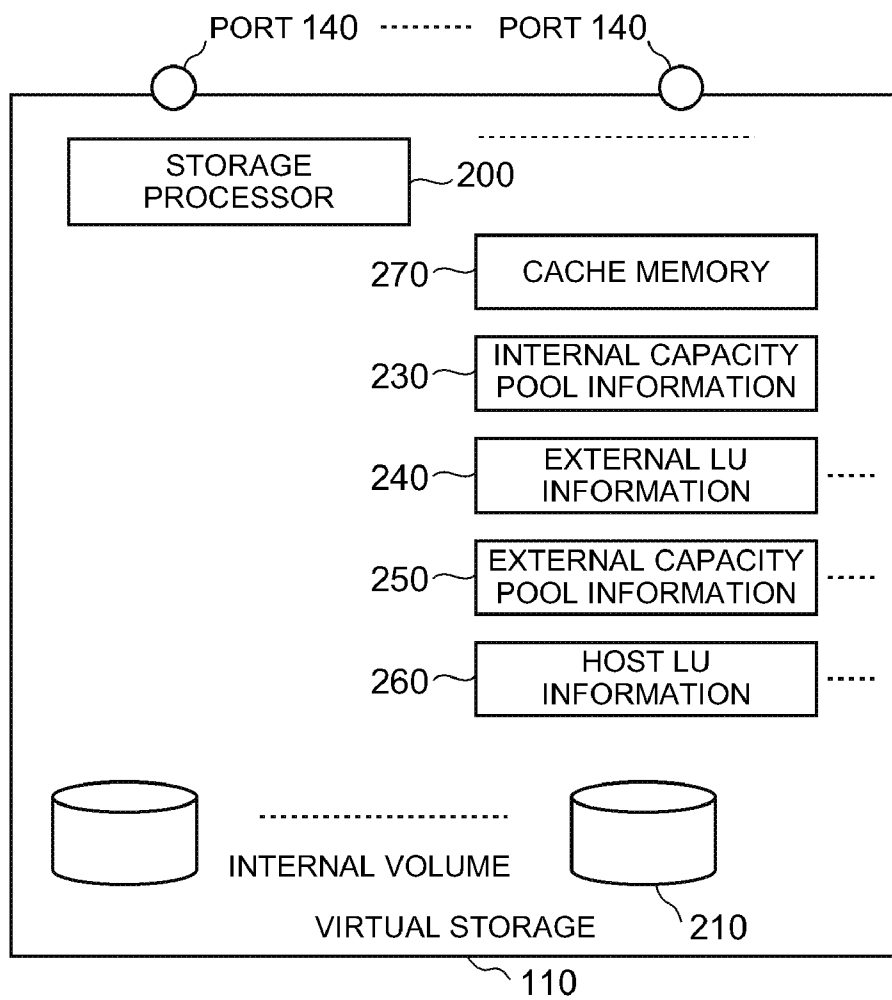 PORT 140 PORT 140
STORAGE
PROCESSOR
200
270
CACHE MEMORY
230
INTERNAL CAPACITY
POOL INFORMATION
240
EXTERNAL LU
INFORMATION
250
EXTERNAL CAPACITY
POOL INFORMATION
260
HOST LU
INFORMATION
INTERNAL VOLUME
210
VIRTUAL STORAGE
110